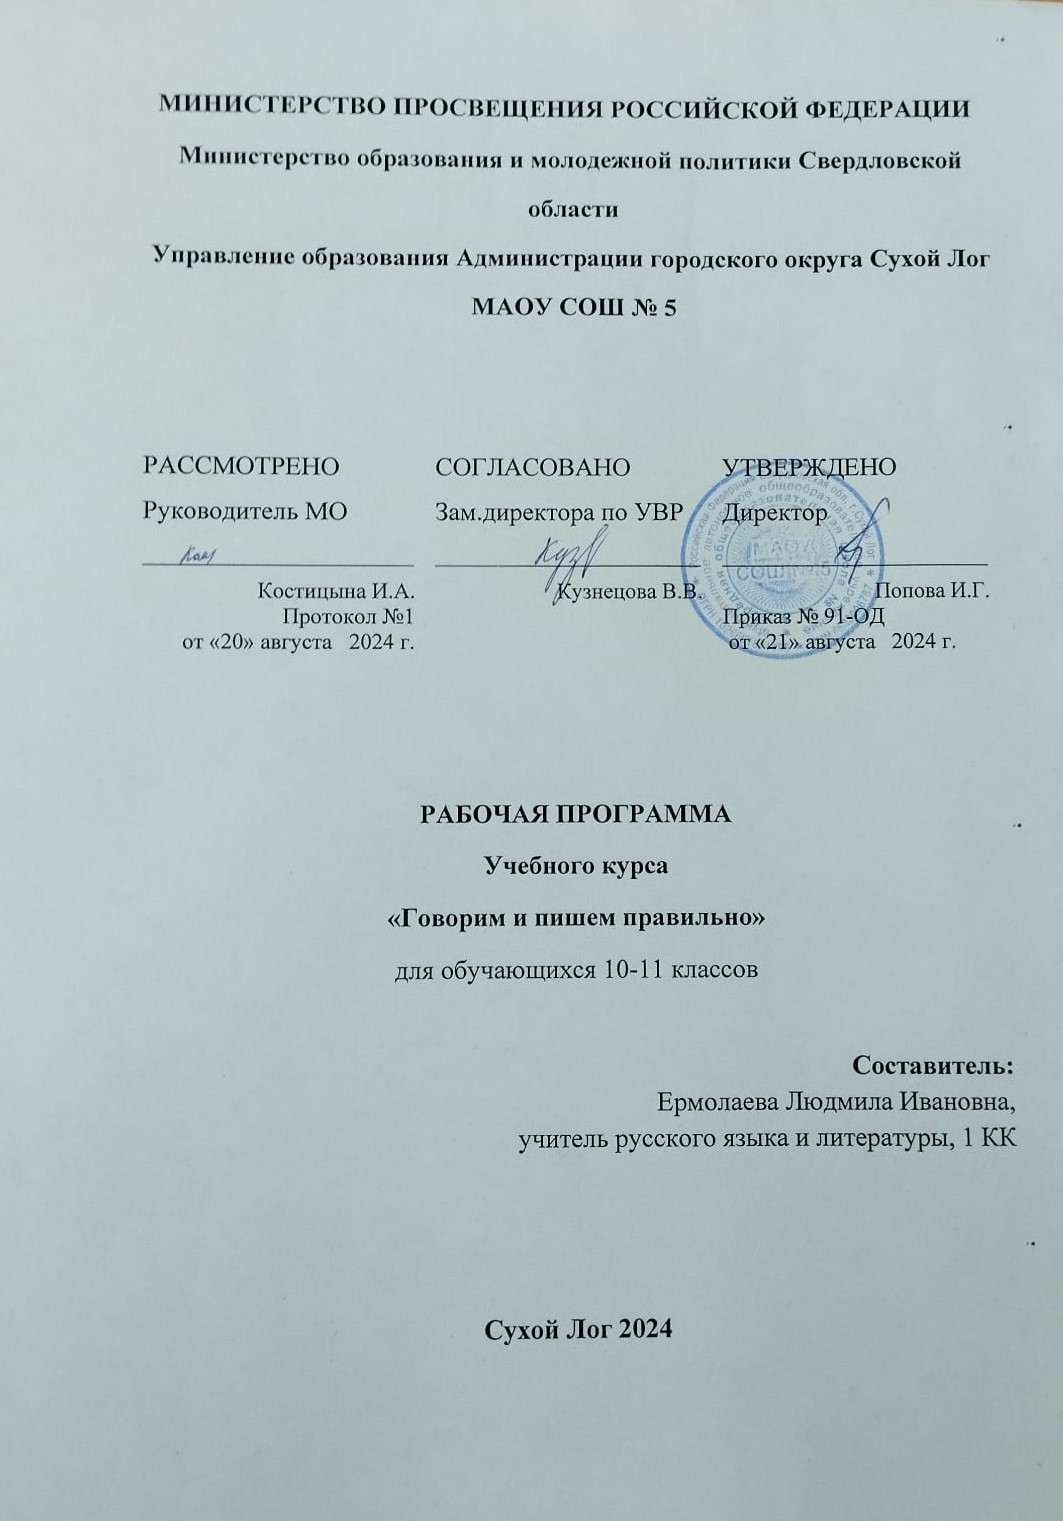 МИНИСТЕРСТВО ПРОСВЕЩЕНИЯ РОССИЙСКОЙ ФЕДЕРАЦИИ
Министерство образования и молодежной политики Свердловской
области
Управление образования Администрации городского округа Сухой Лог
МАОУ СОШ № 5
РАССМОТРЕНО
Руководитель МО
Костицына И.А.
Протокол №1
от «20» августа 2024 г.
СОГЛАСОВАНО
Зам.директора по УВР
Кузнецова В.В.
УТВЕРЖДЕНО
Директор
МАОУ
СОШ №5
Попова И.Г.
Приказ № 91-ОД
от «21» августа 2024 г.
РАБОЧАЯ ПРОГРАММА
Учебного курса
«Говорим и пишем правильно»
для обучающихся 10-11 классов
Составитель:
Ермолаева Людмила Ивановна,
учитель русского языка и литературы, 1 КК
Сухой Лог 2024